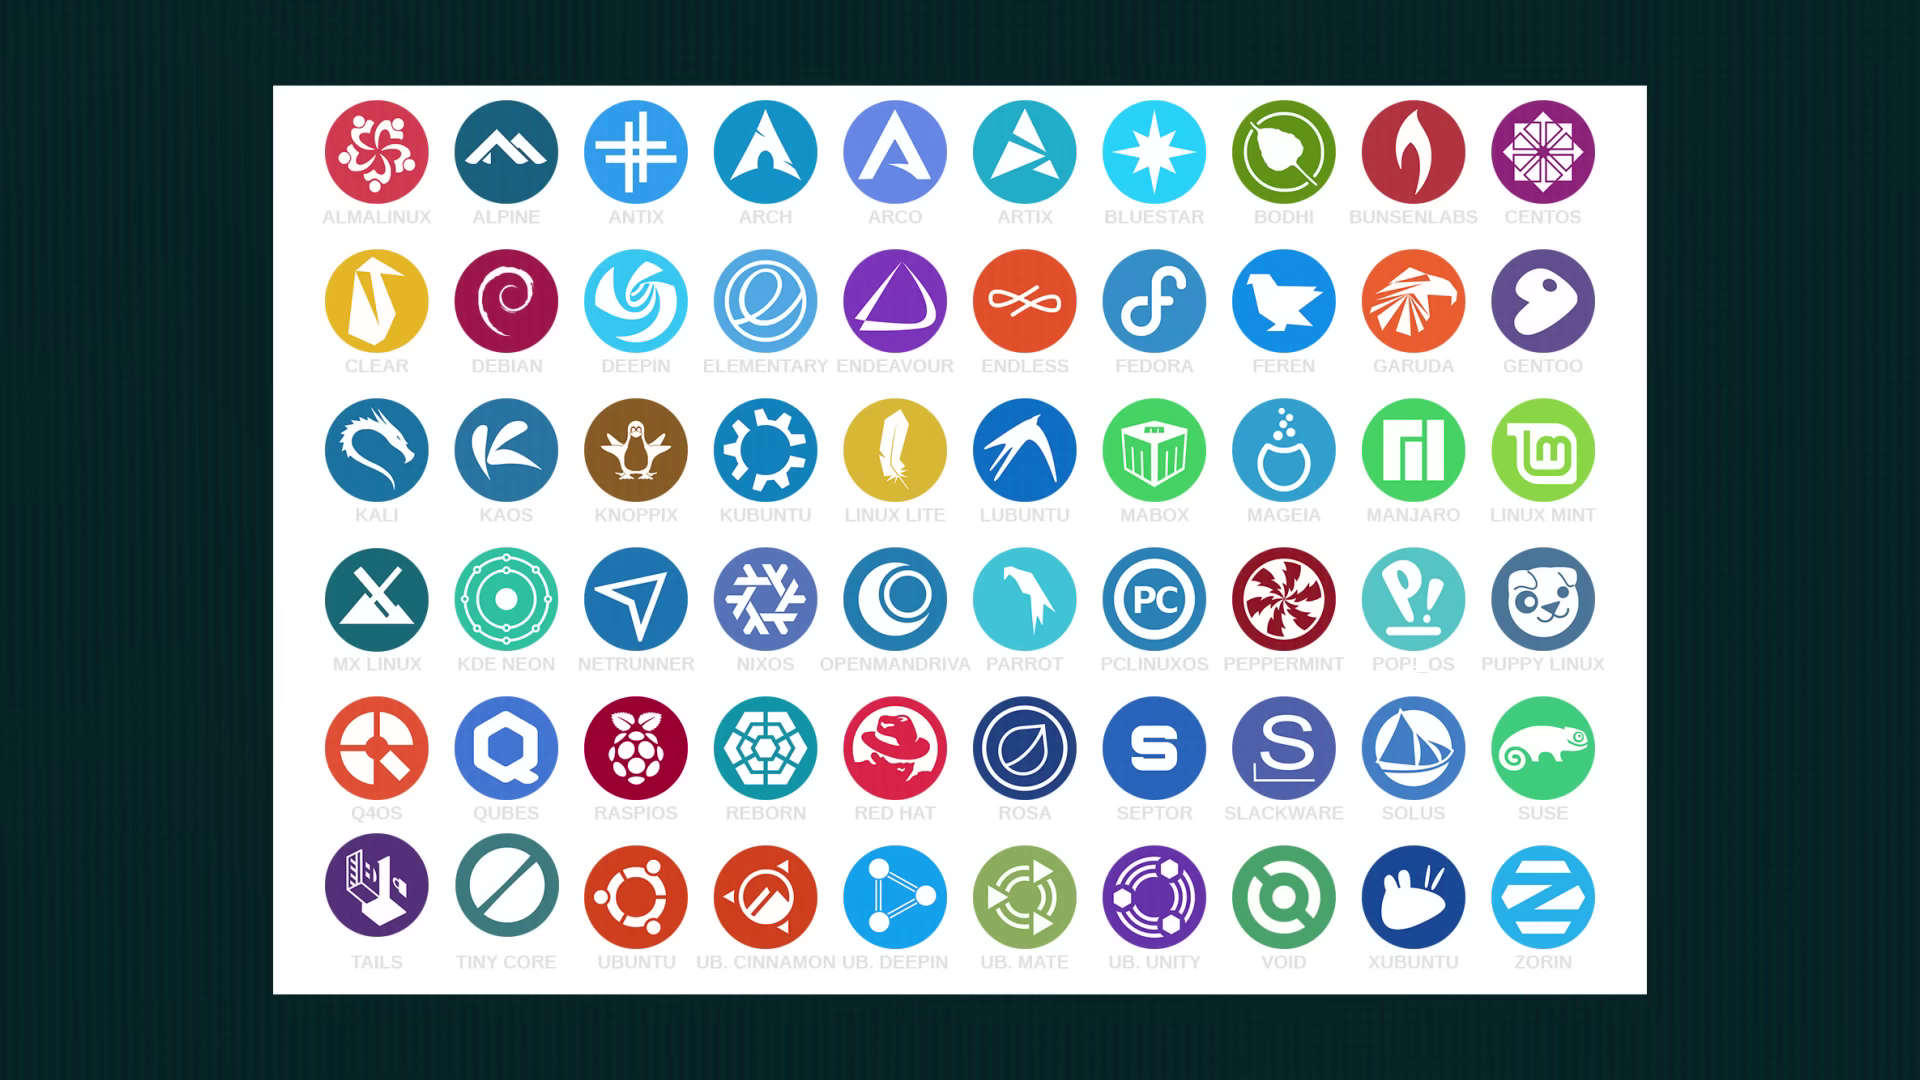 ALMALINUX ALPINE ANTIX ARCH ARCO ARTIX BLUESTAR BODHI BUNSENLABS CENTOS
CLEAR DEBIAN DEEPIN ELEMENTARY ENDEAVOUR ENDLESS FEDORA FEREN GARUDA GENTOO
KALI KAOS KNOPPIX KUBUNTU LINUX LITE LUBUNTU MABOX MAGEIA MANJARO LINUX MINT
PC P!
MX LINUX KDE NEON NETRUNNER NIXOS OPENMANDRIVA PARROT PCLINUXOS PEPPERMINT POP!_OS PUPPY LINUX
S S
Q4OS QUBES RASPIOS REBORN RED HAT ROSA SEPTOR SLACKWARE SOLUS SUSE
TAILS TINY CORE UBUNTU UB. CINNAMON UB. DEEPIN UB. MATE UB. UNITY VOID XUBUNTU ZORIN